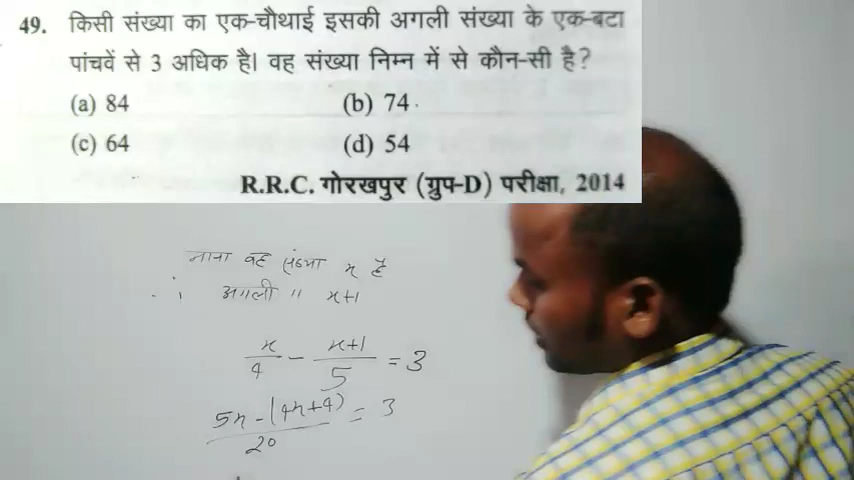 49. किसी संख्या का एक-चौथाई इसकी अगली संख्या के एक-बटा
पांचवें से 3 अधिक है। वह संख्या निम्न में से कौन-सी है?
(a) 84 (b) 74
(c) 64 (d) 54
R.R.C. गोरखपुर (ग्रुप-D) परीक्षा, 2014
माना वह संख्या x है
∴ अगली " x+1
x/4 - x+1/5 = 3
5x-(4x+4)/20 = 3